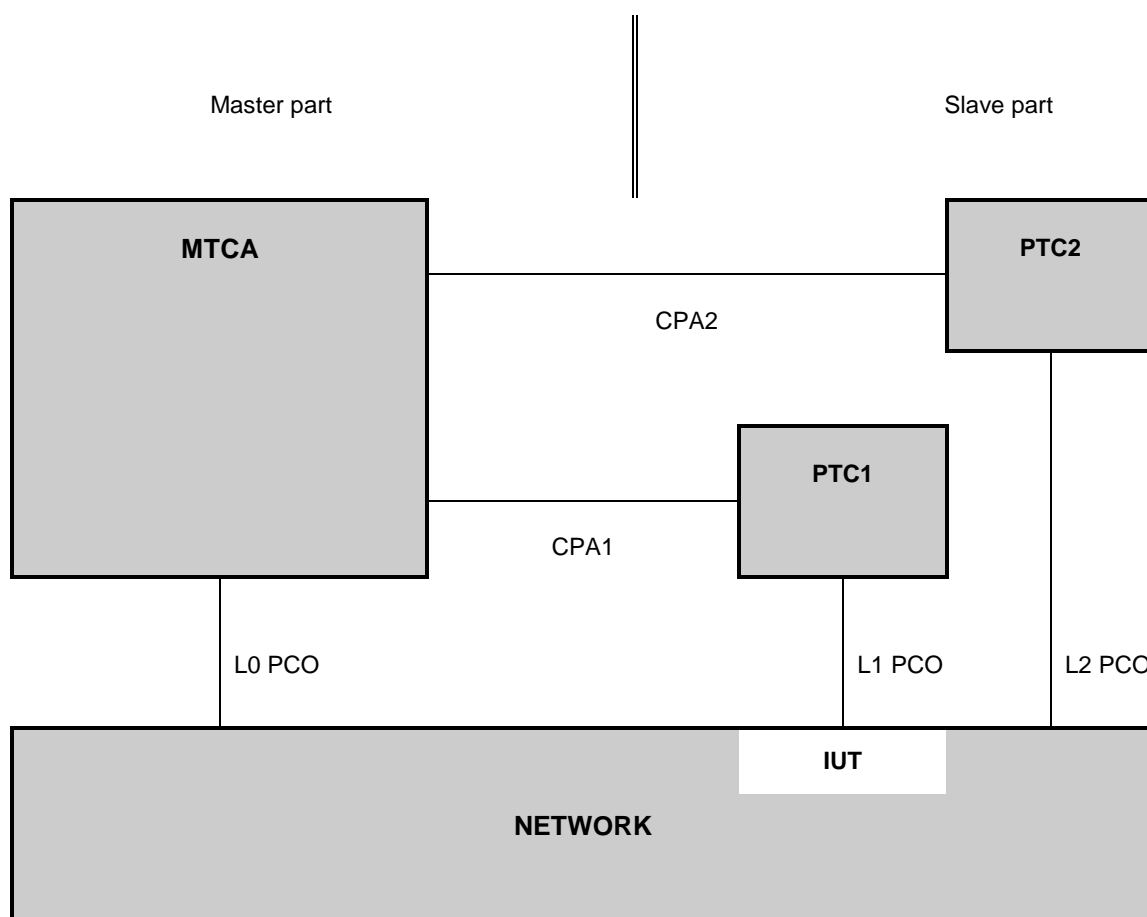 Master part
Slave part
MTCA
PTC2
CPA2
PTC1
CPA1
L0 PCO
L1 PCO
L2 PCO
IUT
NETWORK